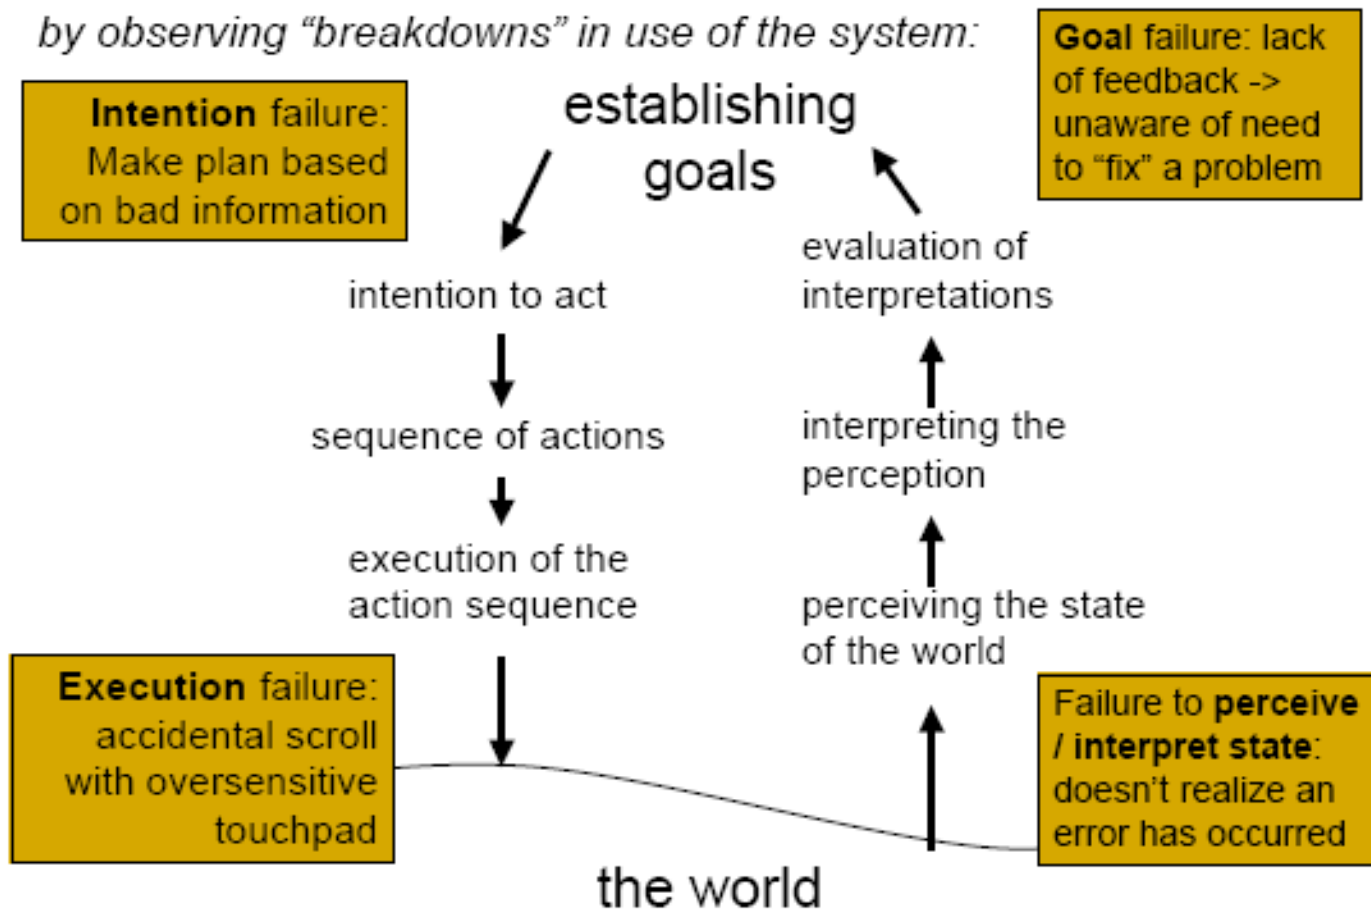 by observing “breakdowns” in use of the system:
Goal failure: lack
of feedback ->
unaware of need
to “fix” a problem
Intention failure:
Make plan based
on bad information
establishing
goals
intention to act
sequence of actions
execution of the
action sequence
evaluation of
interpretations
interpreting the
perception
perceiving the state
of the world
Execution failure:
accidental scroll
with oversensitive
touchpad
Failure to perceive
/ interpret state:
doesn’t realize an
error has occurred
the world